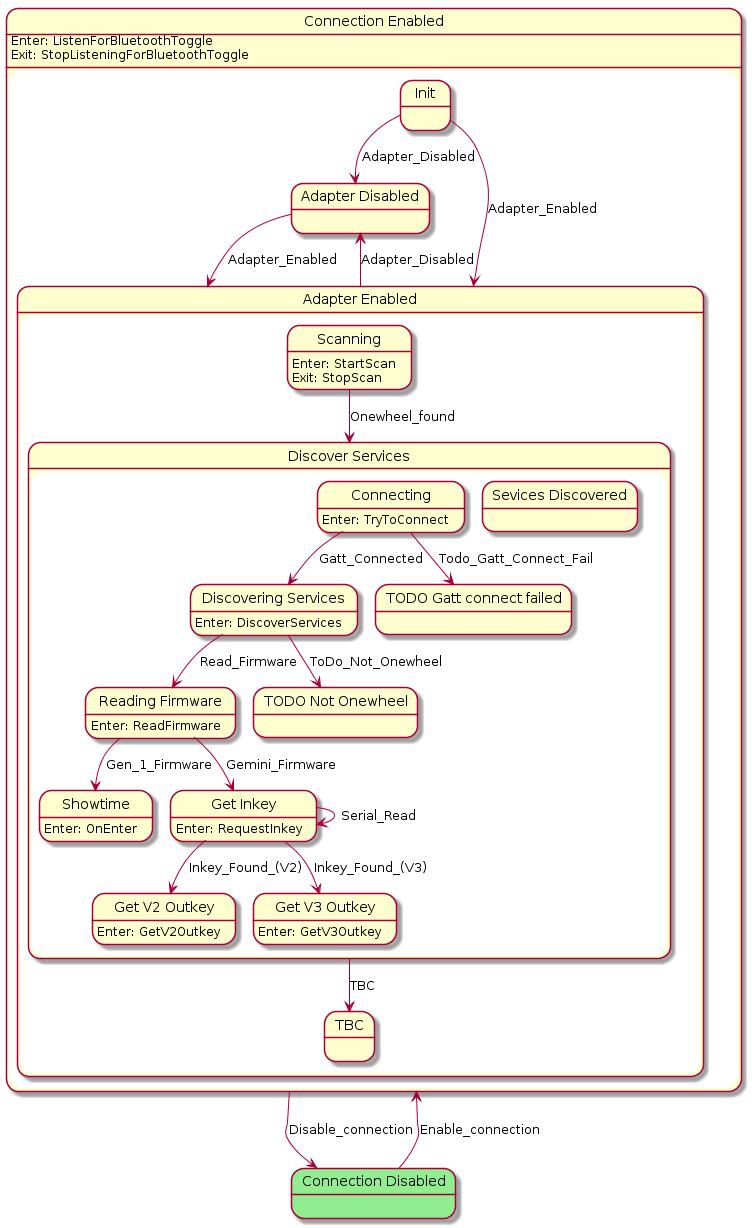 Connection Enabled
Enter: ListenForBluetoothToggle
Exit: StopListeningForBluetoothToggle
Init
Adapter_Disabled
Adapter Disabled
Adapter_Enabled
Adapter_Enabled
Adapter_Disabled
Adapter Enabled
Scanning
Enter: StartScan
Exit: StopScan
Onewheel_found
Discover Services
Connecting
Enter: TryToConnect
Sevices Discovered
Gatt_Connected
Todo_Gatt_Connect_Fail
Discovering Services
Enter: DiscoverServices
TODO Gatt connect failed
Read_Firmware
ToDo_Not_Onewheel
Reading Firmware
Enter: ReadFirmware
TODO Not Onewheel
Gen_1_Firmware
Gemini_Firmware
Showtime
Enter: OnEnter
Get Inkey
Enter: RequestInkey
Serial_Read
Inkey_Found_(V2)
Inkey_Found_(V3)
Get V2 Outkey
Enter: GetV2Outkey
Get V3 Outkey
Enter: GetV3Outkey
TBC
TBC
Disable_connection
Enable_connection
Connection Disabled